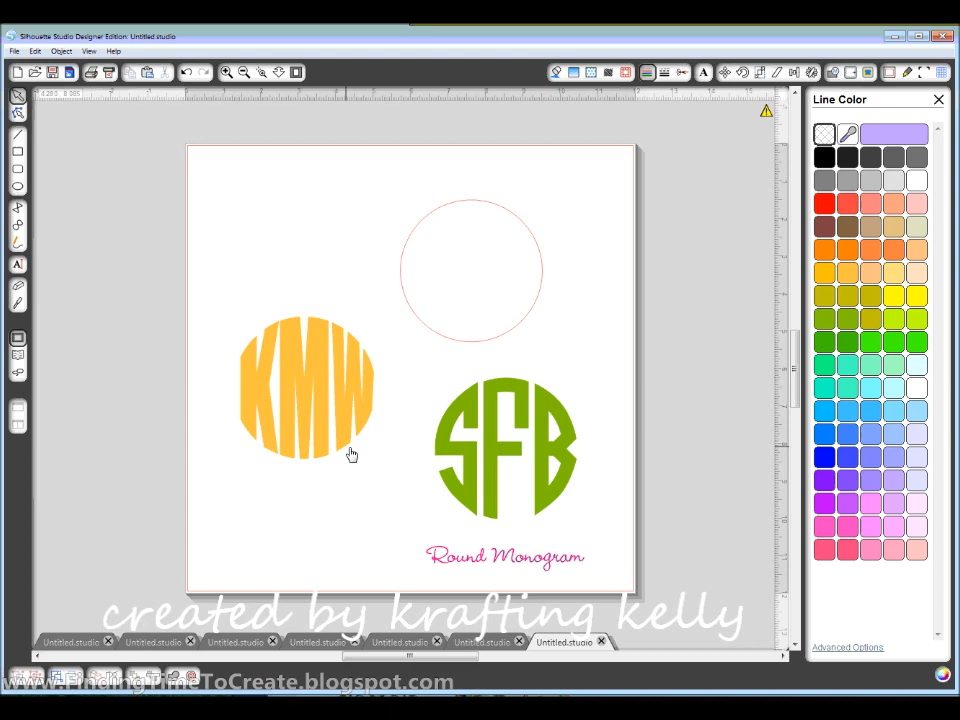 Silhouette Studio Designer Edition: Untitled.studio
File Edit Object View Help
Line Color
KMW
SFB
Round Monogram
created by krafting kelly
Untitled.studio Untitled.studio Untitled.studio Untitled.studio Untitled.studio Untitled.studio Untitled.studio
Advanced Options
www.FindingTimeToCreate.blogspot.com